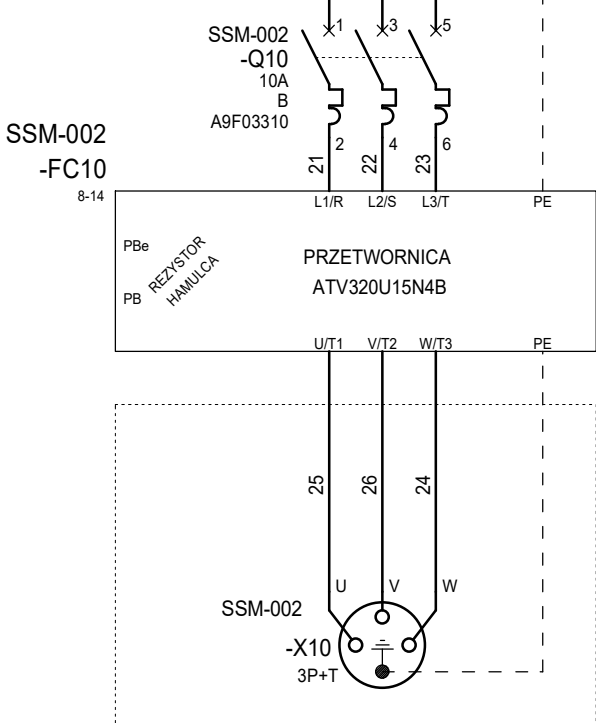 SSM-002
-Q10
10A
B
A9F03310
1
3
5
2
4
6
21
22
23
SSM-002
-FC10
8-14
L1/R
L2/S
L3/T
PE
PBe
PB
REZYSTOR
HAMULCA
PRZETWORNICA
ATV320U15N4B
U/T1
V/T2
W/T3
PE
25
26
24
U
V
W
SSM-002
-X10
3P+T